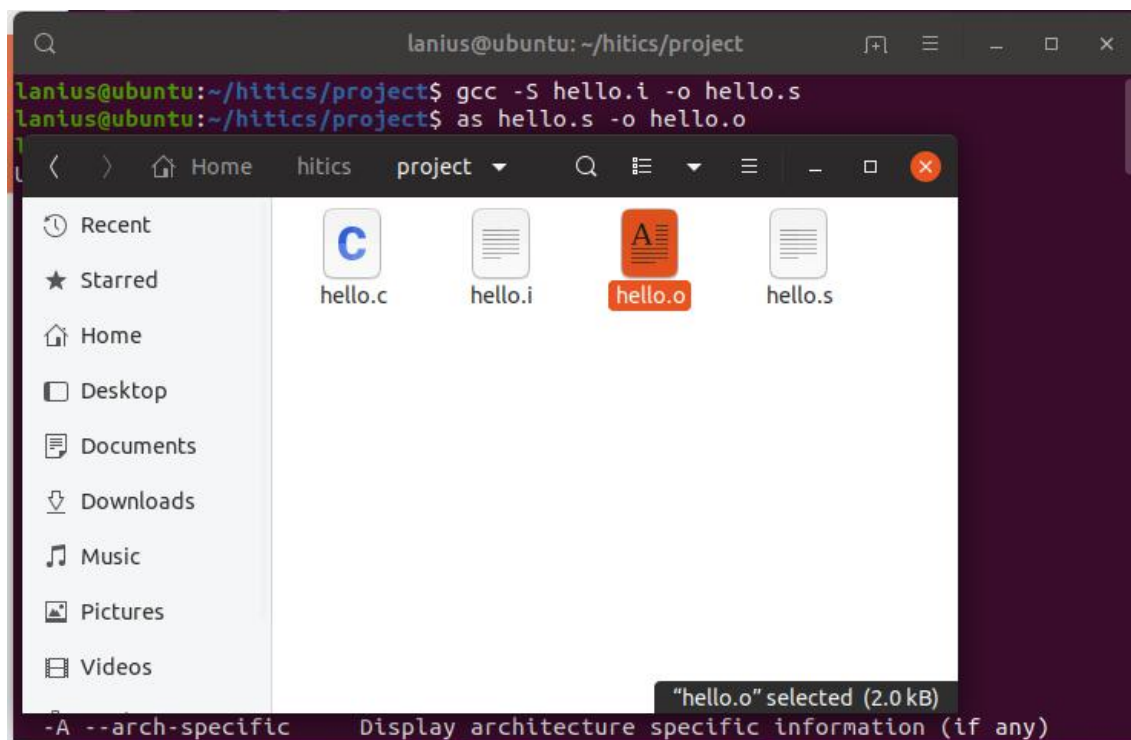 lanius@ubuntu: ~/hitics/project
lanius@ubuntu:~/hitics/project$ gcc -S hello.i -o hello.s
lanius@ubuntu:~/hitics/project$ as hello.s -o hello.o
Home hitics project
Recent
Starred
Home
Desktop
Documents
Downloads
Music
Pictures
Videos
C
A
hello.c hello.i hello.o hello.s
"hello.o" selected (2.0 kB)
-A --arch-specific Display architecture specific information (if any)